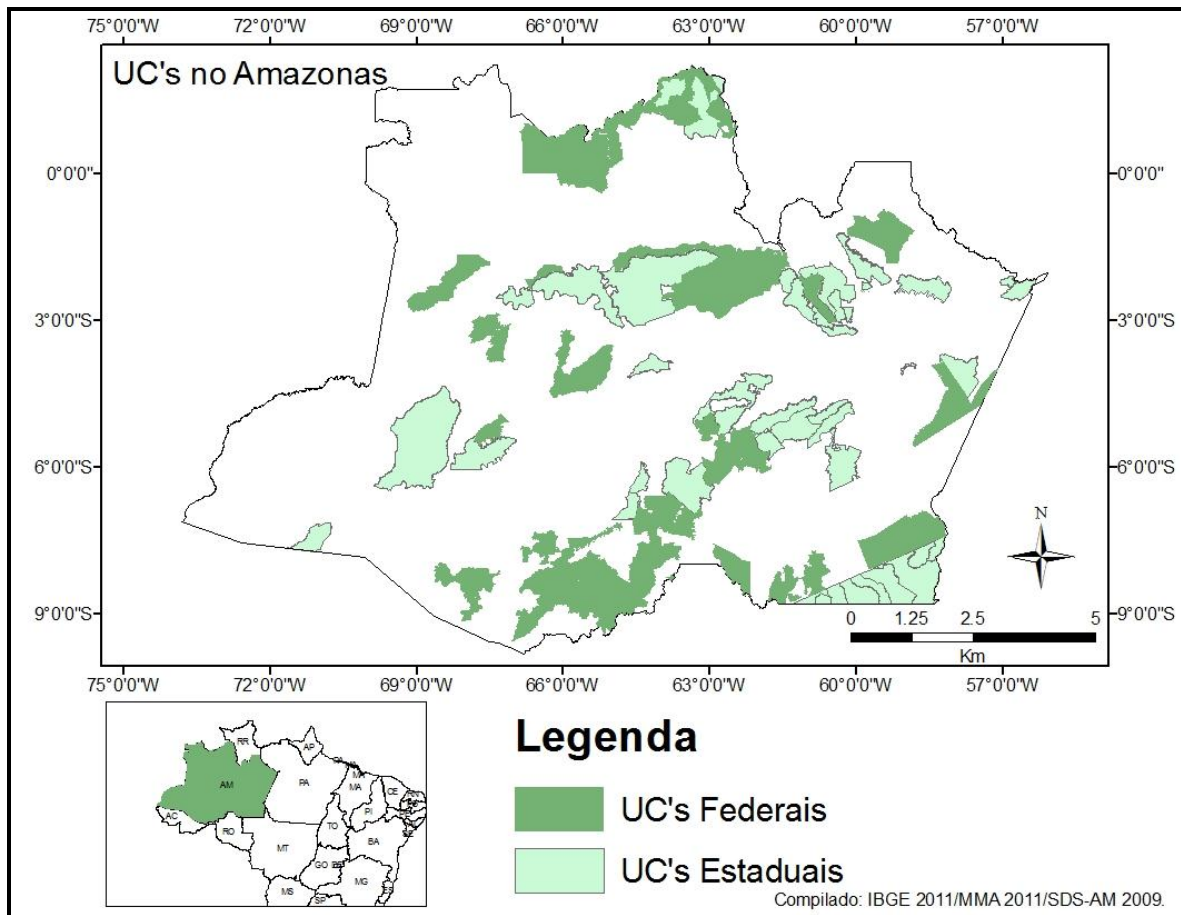 75°0'0"W 72°0'0"W 69°0'0"W 66°0'0"W 63°0'0"W 60°0'0"W 57°0'0"W
UC's no Amazonas
0°0'0" 0°0'0"
3°0'0"S 3°0'0"S
6°0'0"S 6°0'0"S
N
9°0'0"S 9°0'0"S
0 1.25 2.5 5
Km
75°0'0"W 72°0'0"W 69°0'0"W 66°0'0"W 63°0'0"W 60°0'0"W 57°0'0"W
RR AP
AM PA MA CE
MA
AC PI
RO TO
MT BA
GO
MG
MS ES
SP
Legenda
UC's Federais
UC's Estaduais
Compilado: IBGE 2011/MMA 2011/SDS-AM 2009.